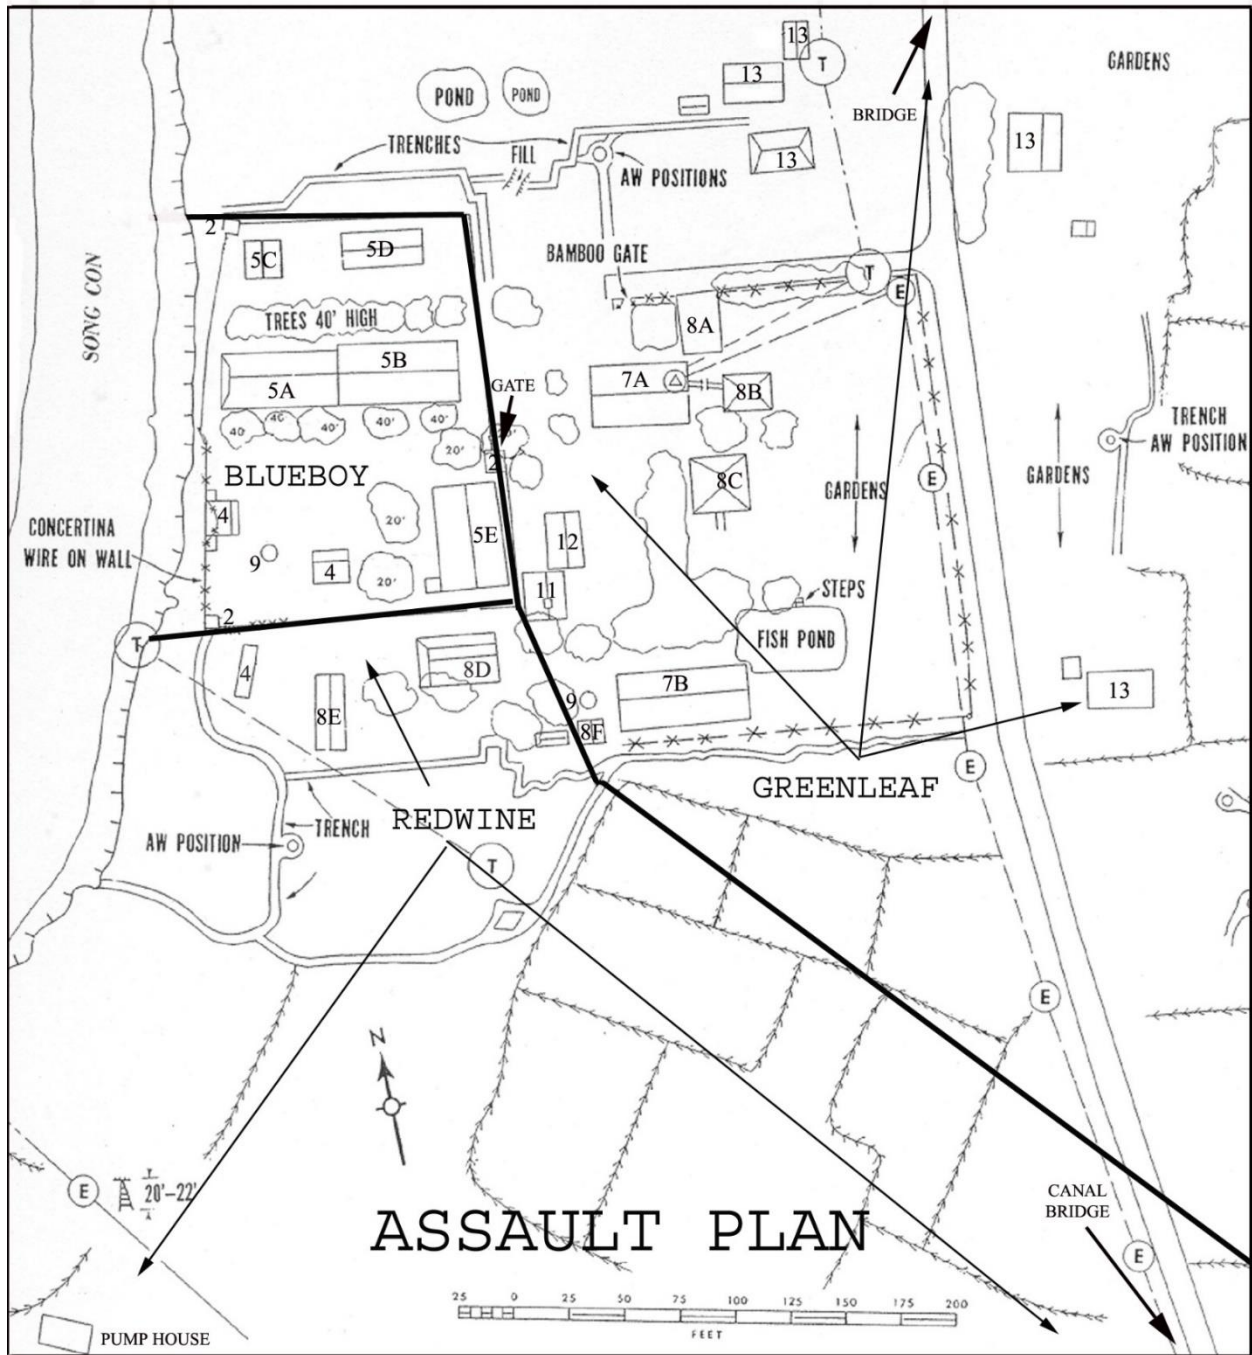 13
T
13
GARDENS
POND
POND
BRIDGE
13
TRENCHES
FILL
13
AW POSITIONS
2
5C
5D
BAMBOO GATE
T
E
SONG CON
TREES 40' HIGH
8A
5A
5B
7A
8B
GATE
40'
40'
40'
40'
20'
2
TRENCH
AW POSITION
BLUEBOY
8C
E
GARDENS
GARDENS
4
20'
5E
12
CONCERTINA
WIRE ON WALL
9
4
20'
11
STEPS
2
T
FISH POND
4
8D
7B
13
8E
9
8F
E
GREENLEAF
REDWINE
TRENCH
AW POSITION
T
E
N
E
20'-22'
CANAL
BRIDGE
ASSAULT PLAN
E
25 0 25 50 75 100 125 150 200
FEET
PUMP HOUSE